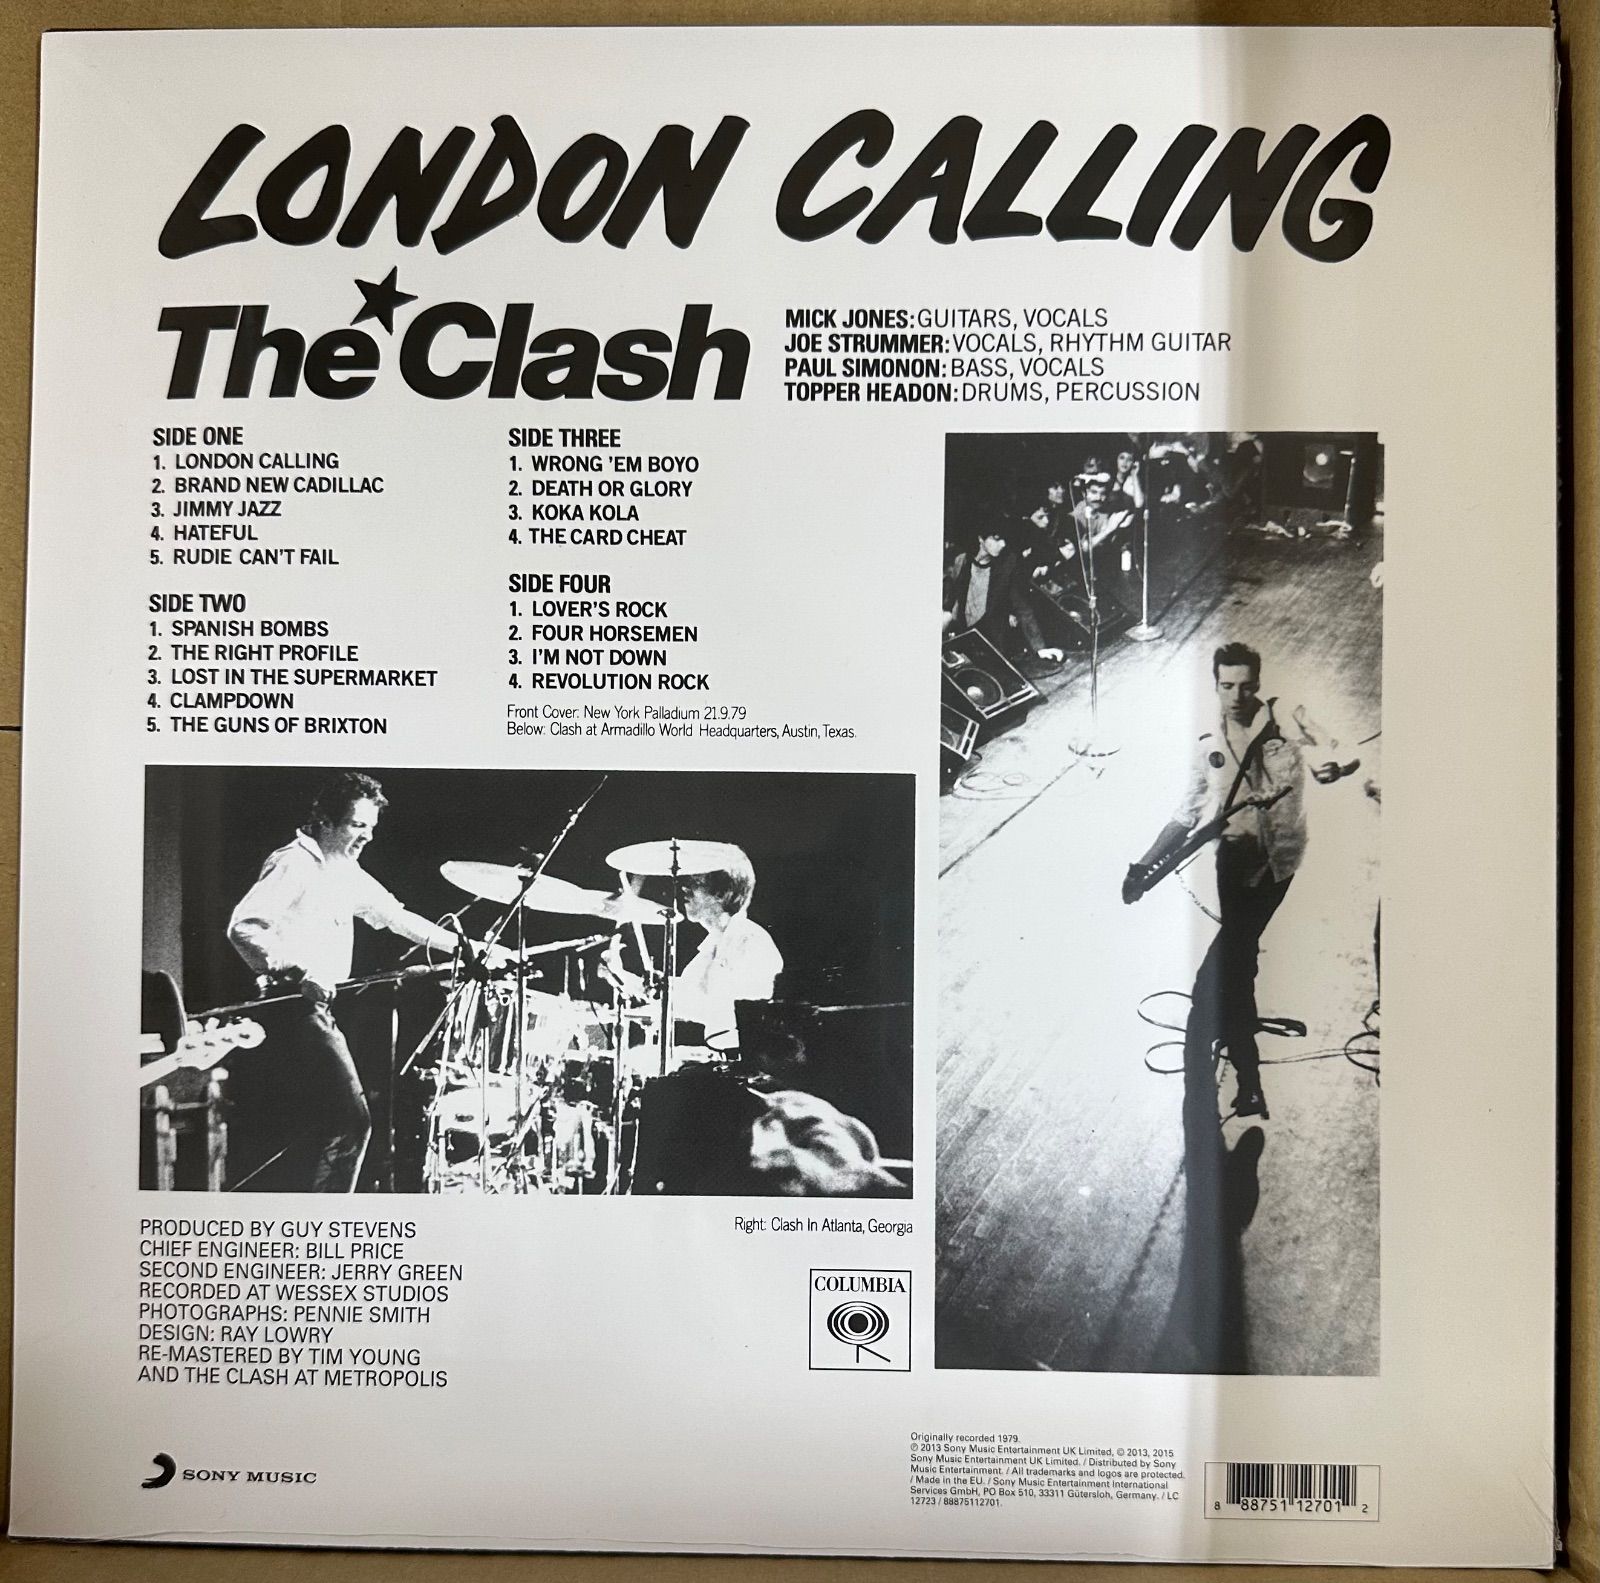 LONDON CALLING
The Clash
MICK JONES: GUITARS, VOCALS
JOE STRUMMER: VOCALS, RHYTHM GUITAR
PAUL SIMONON: BASS, VOCALS
TOPPER HEADON: DRUMS, PERCUSSION
SIDE ONE
1. LONDON CALLING
2. BRAND NEW CADILLAC
3. JIMMY JAZZ
4. HATEFUL
5. RUDIE CAN'T FAIL
SIDE TWO
1. SPANISH BOMBS
2. THE RIGHT PROFILE
3. LOST IN THE SUPERMARKET
4. CLAMPDOWN
5. THE GUNS OF BRIXTON
SIDE THREE
1. WRONG 'EM BOYO
2. DEATH OR GLORY
3. KOKA KOLA
4. THE CARD CHEAT
SIDE FOUR
1. LOVER'S ROCK
2. FOUR HORSEMEN
3. I'M NOT DOWN
4. REVOLUTION ROCK
Front Cover: New York Palladium 21.9.79
Below: Clash at Armadillo World Headquarters, Austin, Texas.
Right: Clash In Atlanta, Georgia
PRODUCED BY GUY STEVENS
CHIEF ENGINEER: BILL PRICE
SECOND ENGINEER: JERRY GREEN
RECORDED AT WESSEX STUDIOS
PHOTOGRAPHS: PENNIE SMITH
DESIGN: RAY LOWRY
RE-MASTERED BY TIM YOUNG
AND THE CLASH AT METROPOLIS
COLUMBIA
SONY MUSIC
Originally recorded 1979.
℗ 2013 Sony Music Entertainment UK Limited, © 2013, 2015
Sony Music Entertainment UK Limited. / Distributed by Sony
Music Entertainment. / All trademarks and logos are protected.
/ Made in the EU. / Sony Music Entertainment International
Services GmbH, PO Box 510, 33311 Gütersloh, Germany. / LC
12723 / 88875112701.
8 88751 12701 2